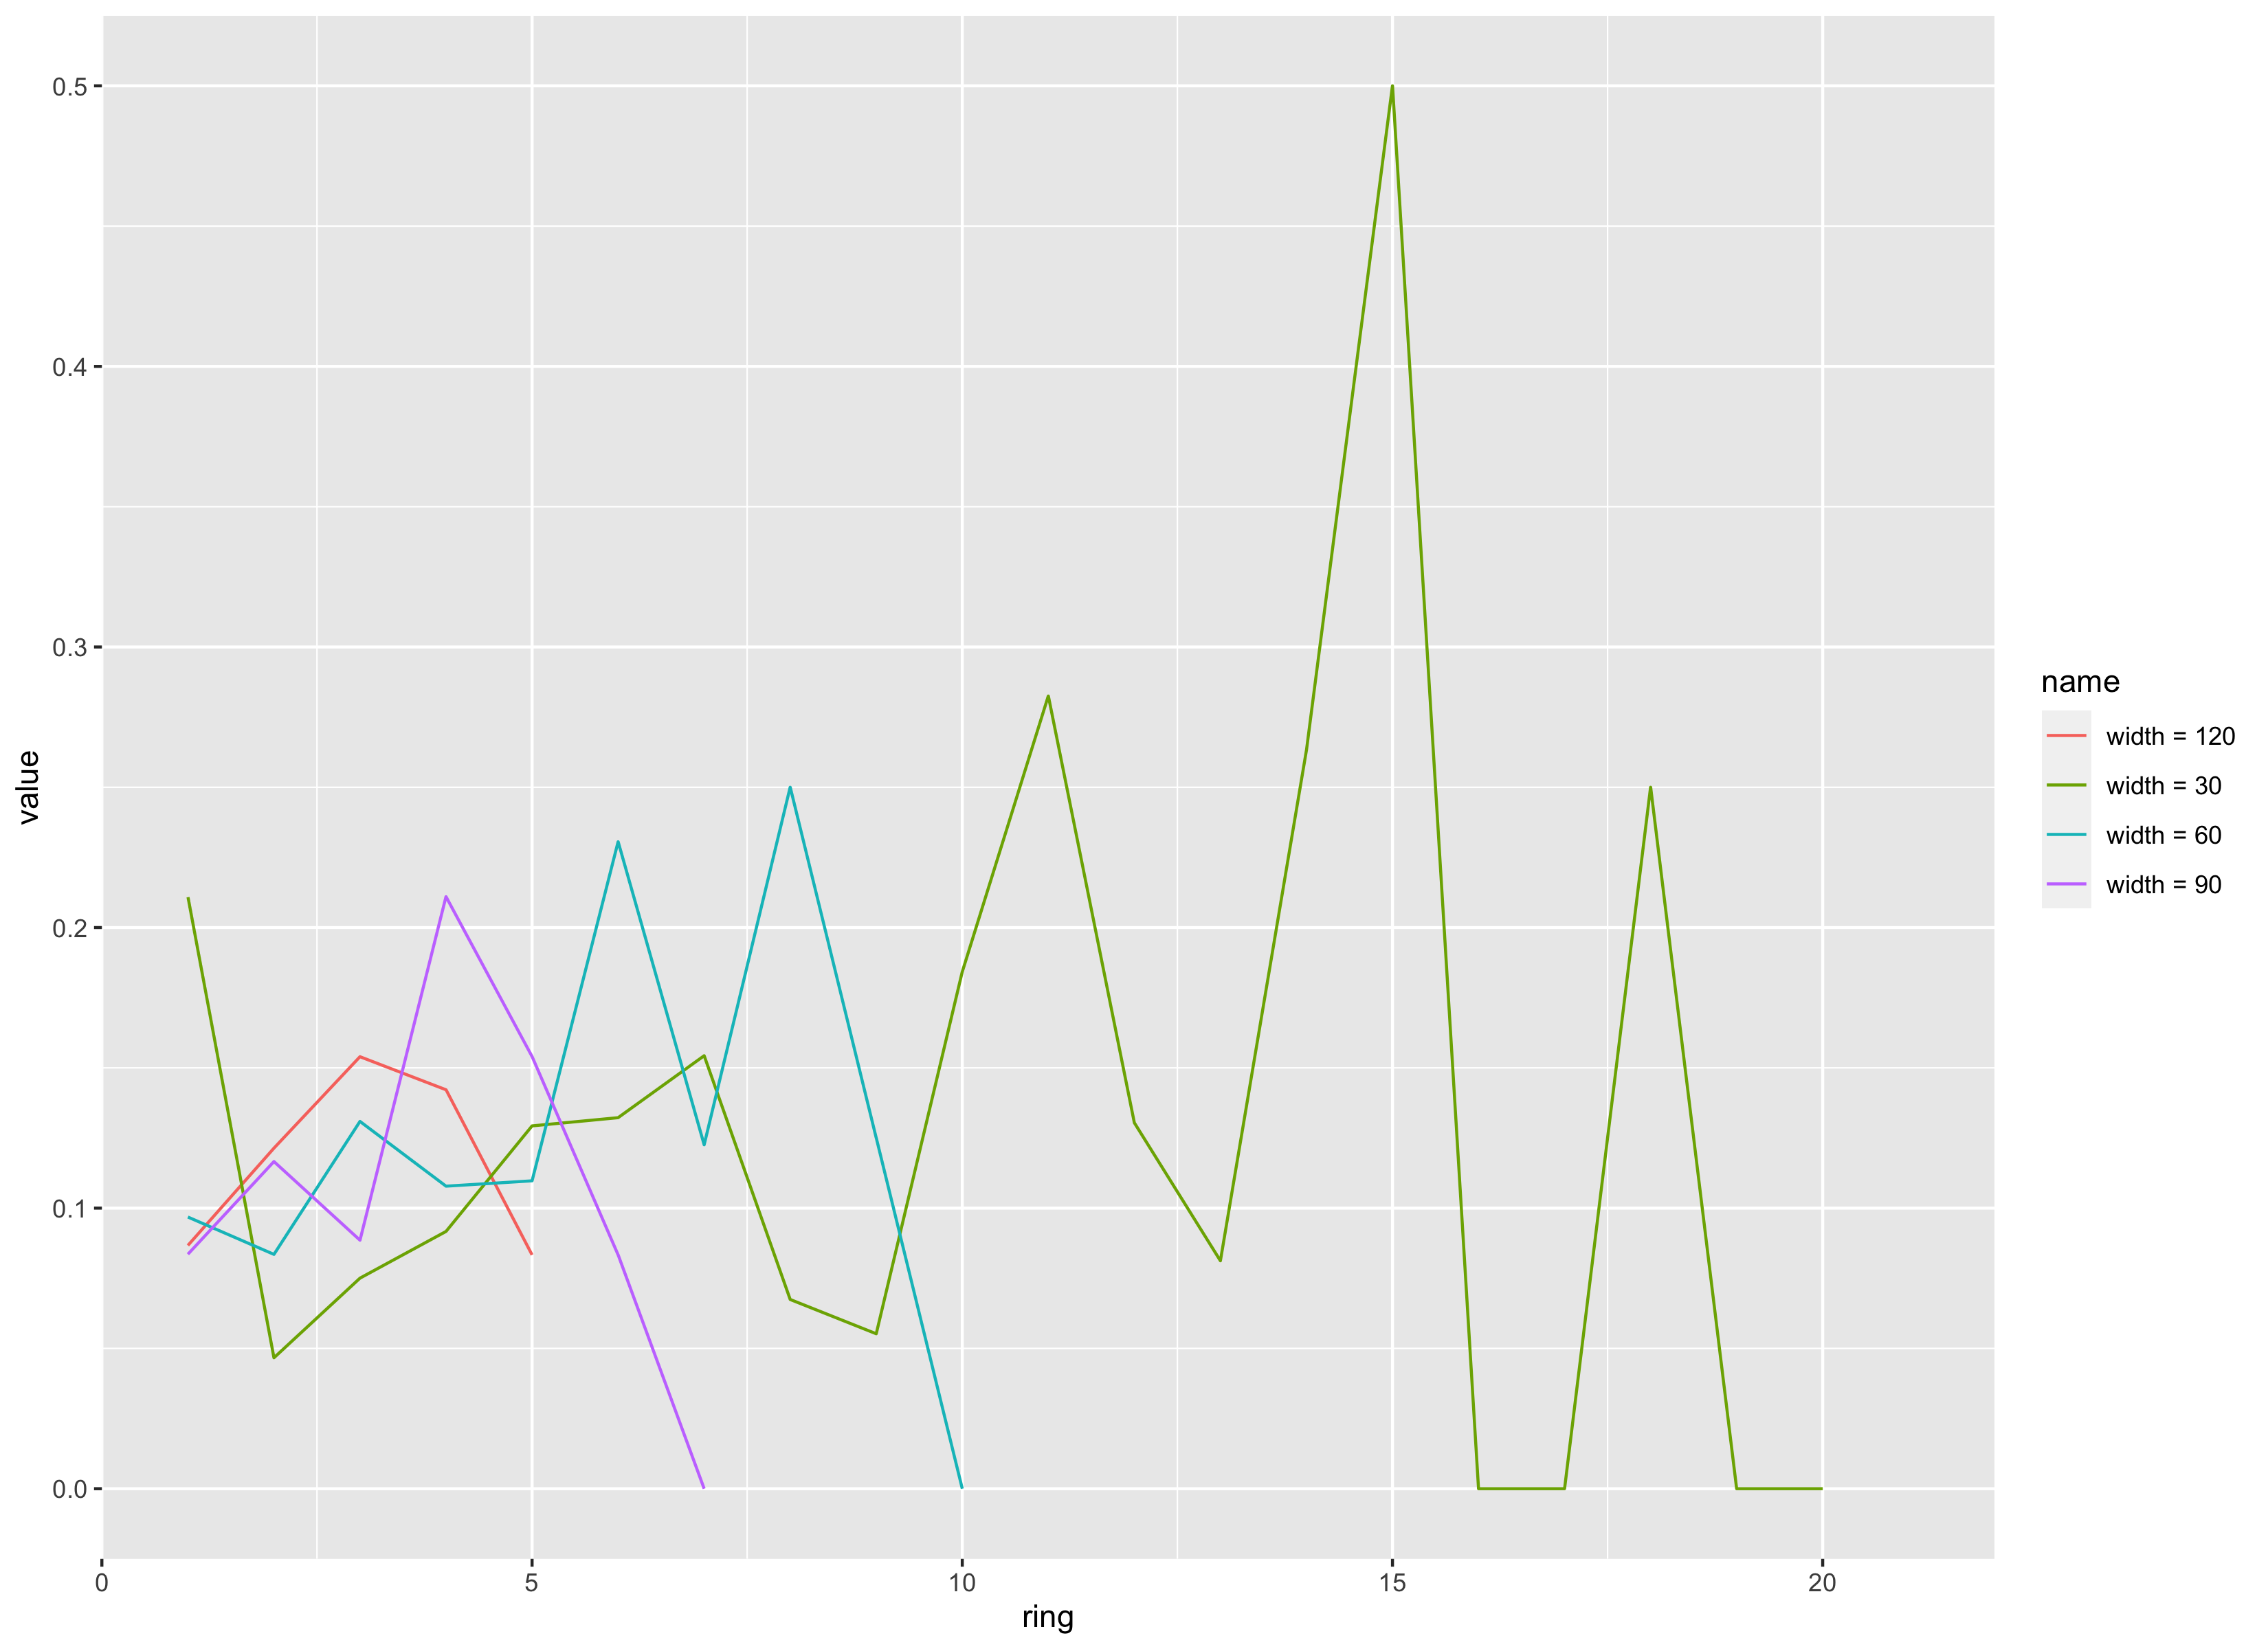 0.5
0.4
0.3
0.2
0.1
0.0
value
0 5 10 15 20
ring
name
width = 120
width = 30
width = 60
width = 90